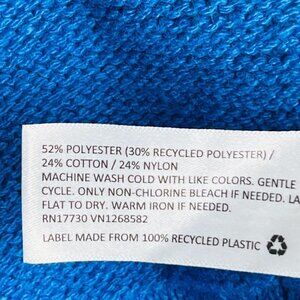 52% POLYESTER (30% RECYCLED POLYESTER) /
24% COTTON / 24% NYLON
MACHINE WASH COLD WITH LIKE COLORS. GENTLE
CYCLE. ONLY NON-CHLORINE BLEACH IF NEEDED. LA
FLAT TO DRY. WARM IRON IF NEEDED.
RN17730 VN1268582
LABEL MADE FROM 100% RECYCLED PLASTIC